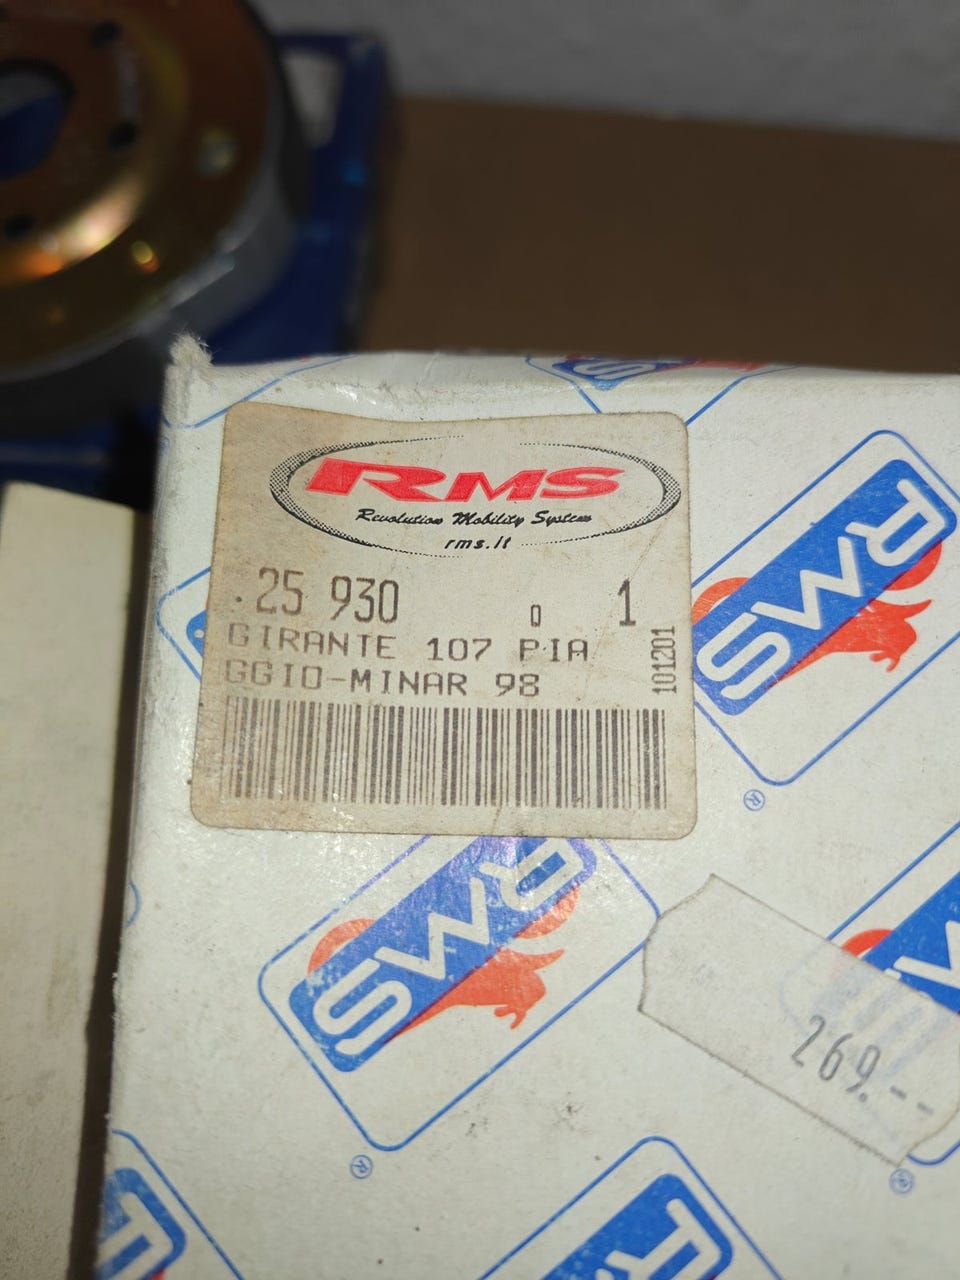 RMS
Revolution Mobility System
rms.it
.25 930 0 1
GIRANTE 107 PIA
GGIO-MINAR 98
101201
RMS
®
RMS
®
269.--
®
RMS